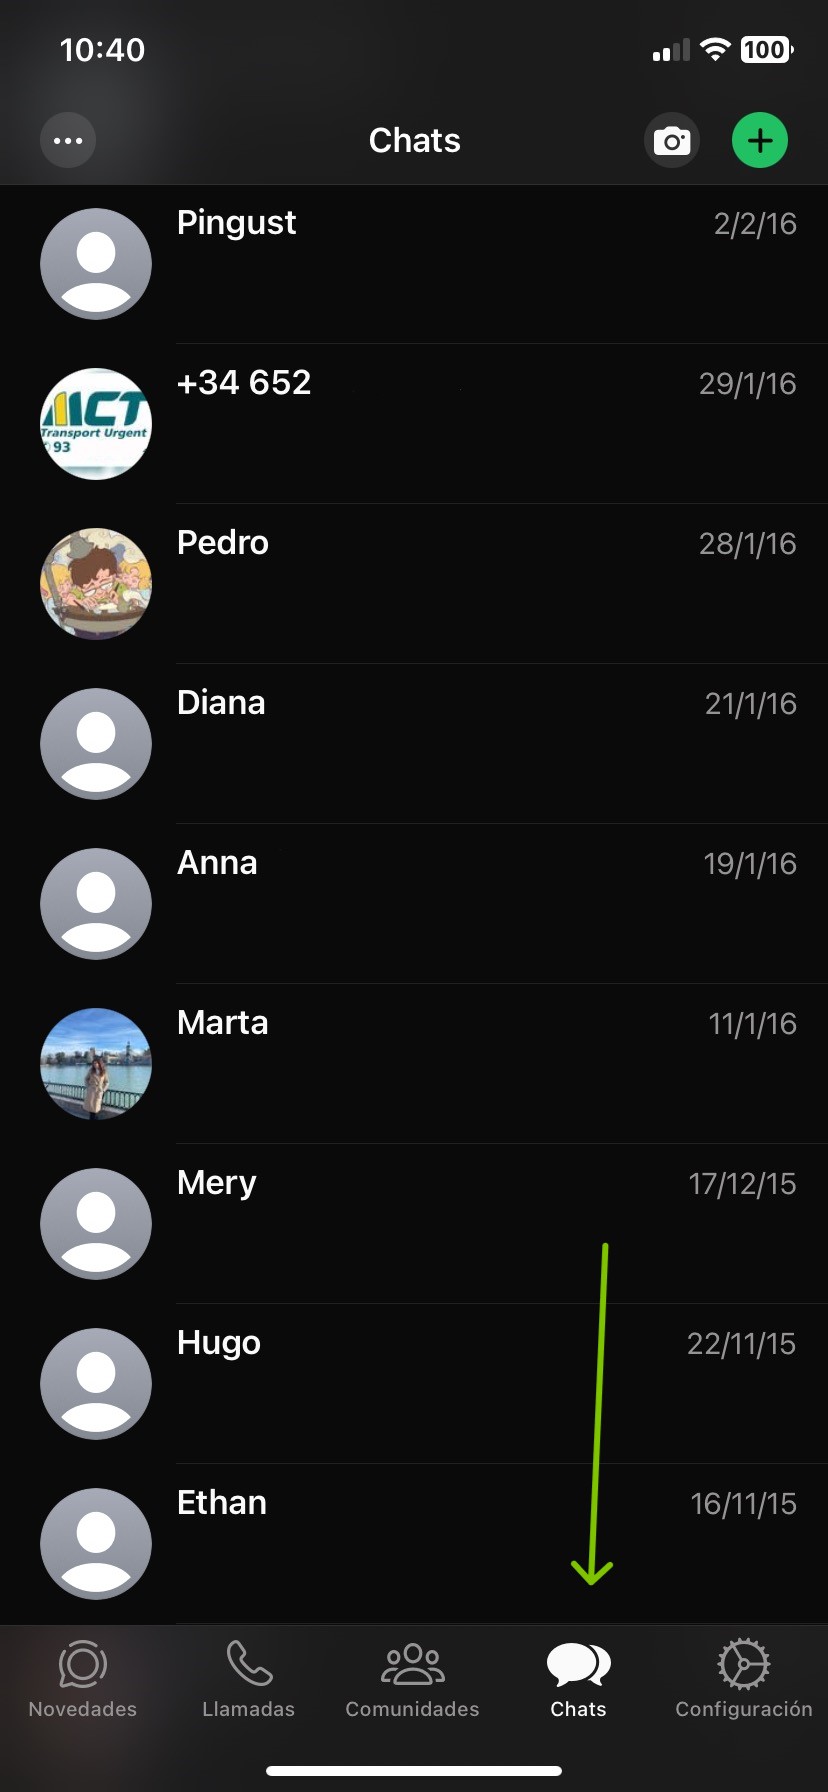 10:40
100
Chats
Pingust
2/2/16
+34 652
29/1/16
MCT
Transport Urgent
93
Pedro
28/1/16
Diana
21/1/16
Anna
19/1/16
Marta
11/1/16
Mery
17/12/15
Hugo
22/11/15
Ethan
16/11/15
Novedades
Llamadas
Comunidades
Chats
Configuración